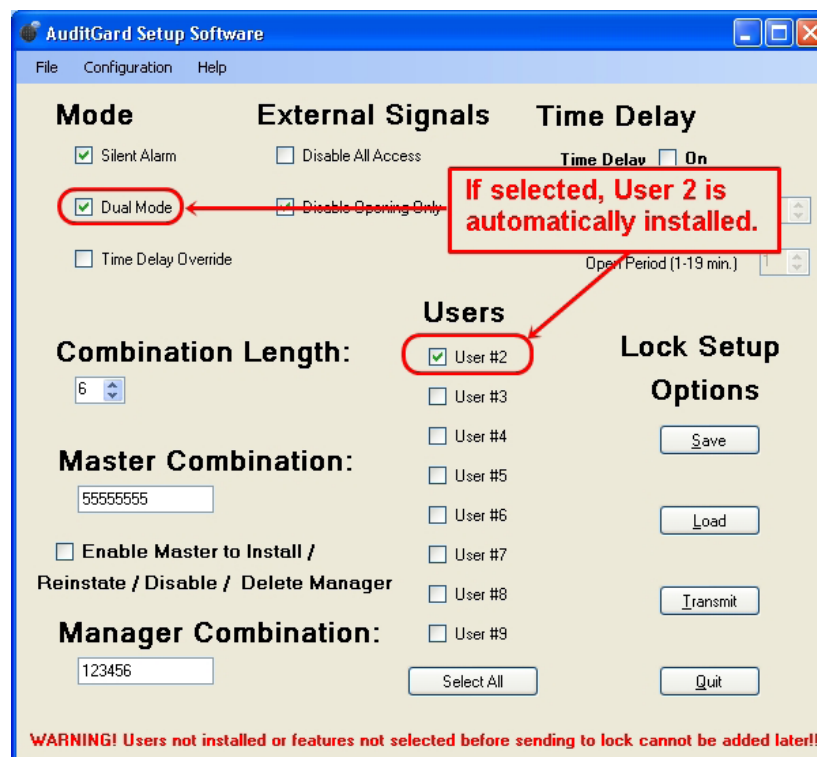 AuditGard Setup Software
File Configuration Help
Mode External Signals Time Delay
Silent Alarm Disable All Access Time Delay On
Dual Mode Disable Opening Only
If selected, User 2 is
automatically installed.
Time Delay Override Open Period (1-19 min.) 1
Users
Combination Length: User #2 Lock Setup
Options
6 User #3
User #4 Save
Master Combination: User #5
55555555
User #6 Load
Enable Master to Install / User #7
Reinstate / Disable / Delete Manager User #8 Transmit
Manager Combination: User #9
123456 Select All Quit
WARNING! Users not installed or features not selected before sending to lock cannot be added later!!